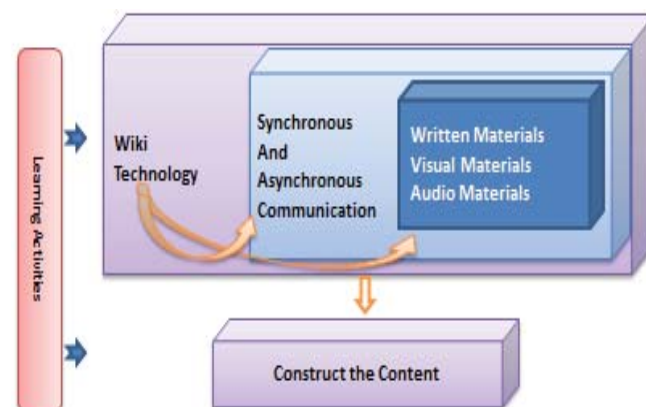 Learning Activities
Wiki
Technology
Synchronous
And
Asynchronous
Communication
Written Materials
Visual Materials
Audio Materials
Construct the Content